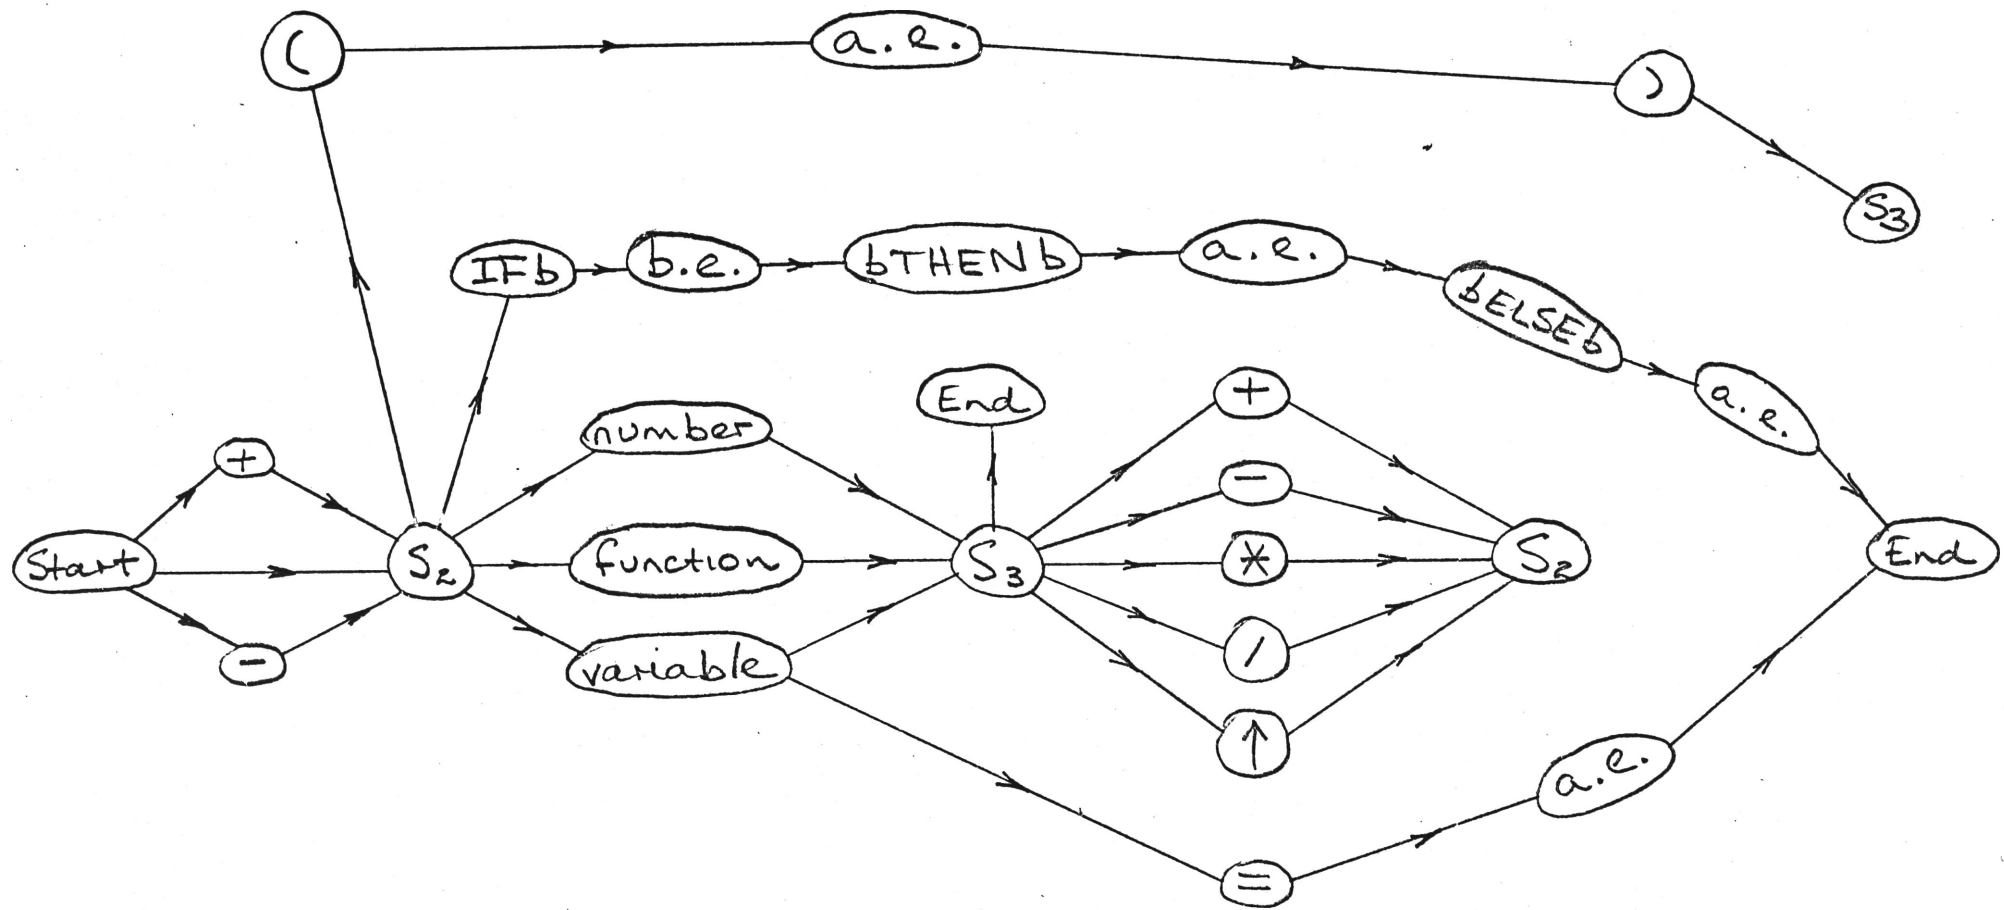 ( a.e. )
S3
IFb b.e. bTHENb a.e. bELSEb a.e.
End
number
+
+
-
Start S2 function S3 * S2 End
-
variable
/
↑
a.e.
=